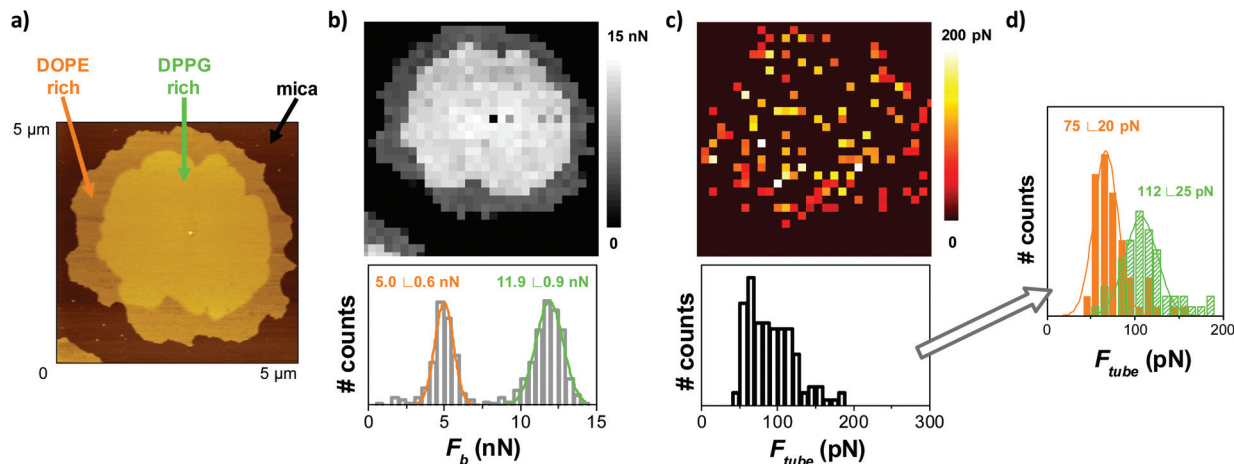 a)
DOPE
rich
DPPG
rich
mica
5 µm
0
5 µm
b)
15 nN
0
5.0 ∟0.6 nN
11.9 ∟0.9 nN
# counts
0 5 10 15
F_b (nN)
c)
200 pN
0
# counts
0 100 200 300
F_tube (pN)
d)
75 ∟20 pN
112 ∟25 pN
# counts
0 100 200
F_tube (pN)